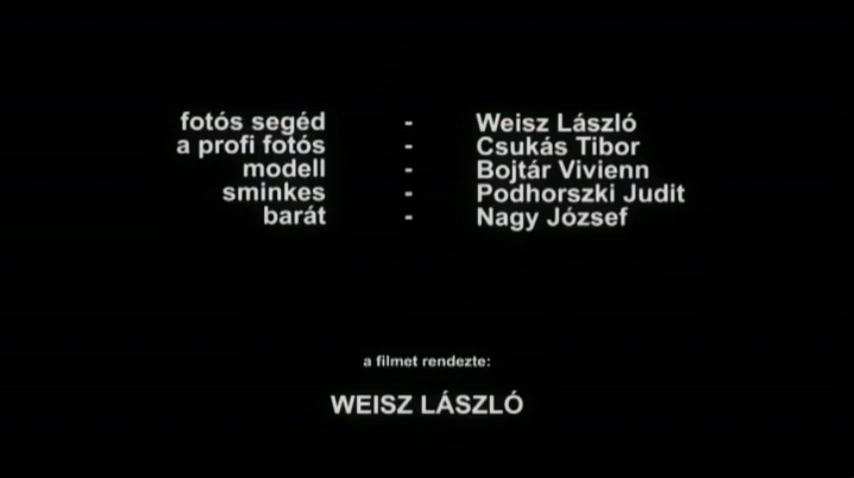 fotós segéd - Weisz László
a profi fotós - Csukás Tibor
modell - Bojtár Vivienn
sminkes - Podhorszki Judit
barát - Nagy József
a filmet rendezte:
WEISZ LÁSZLÓ